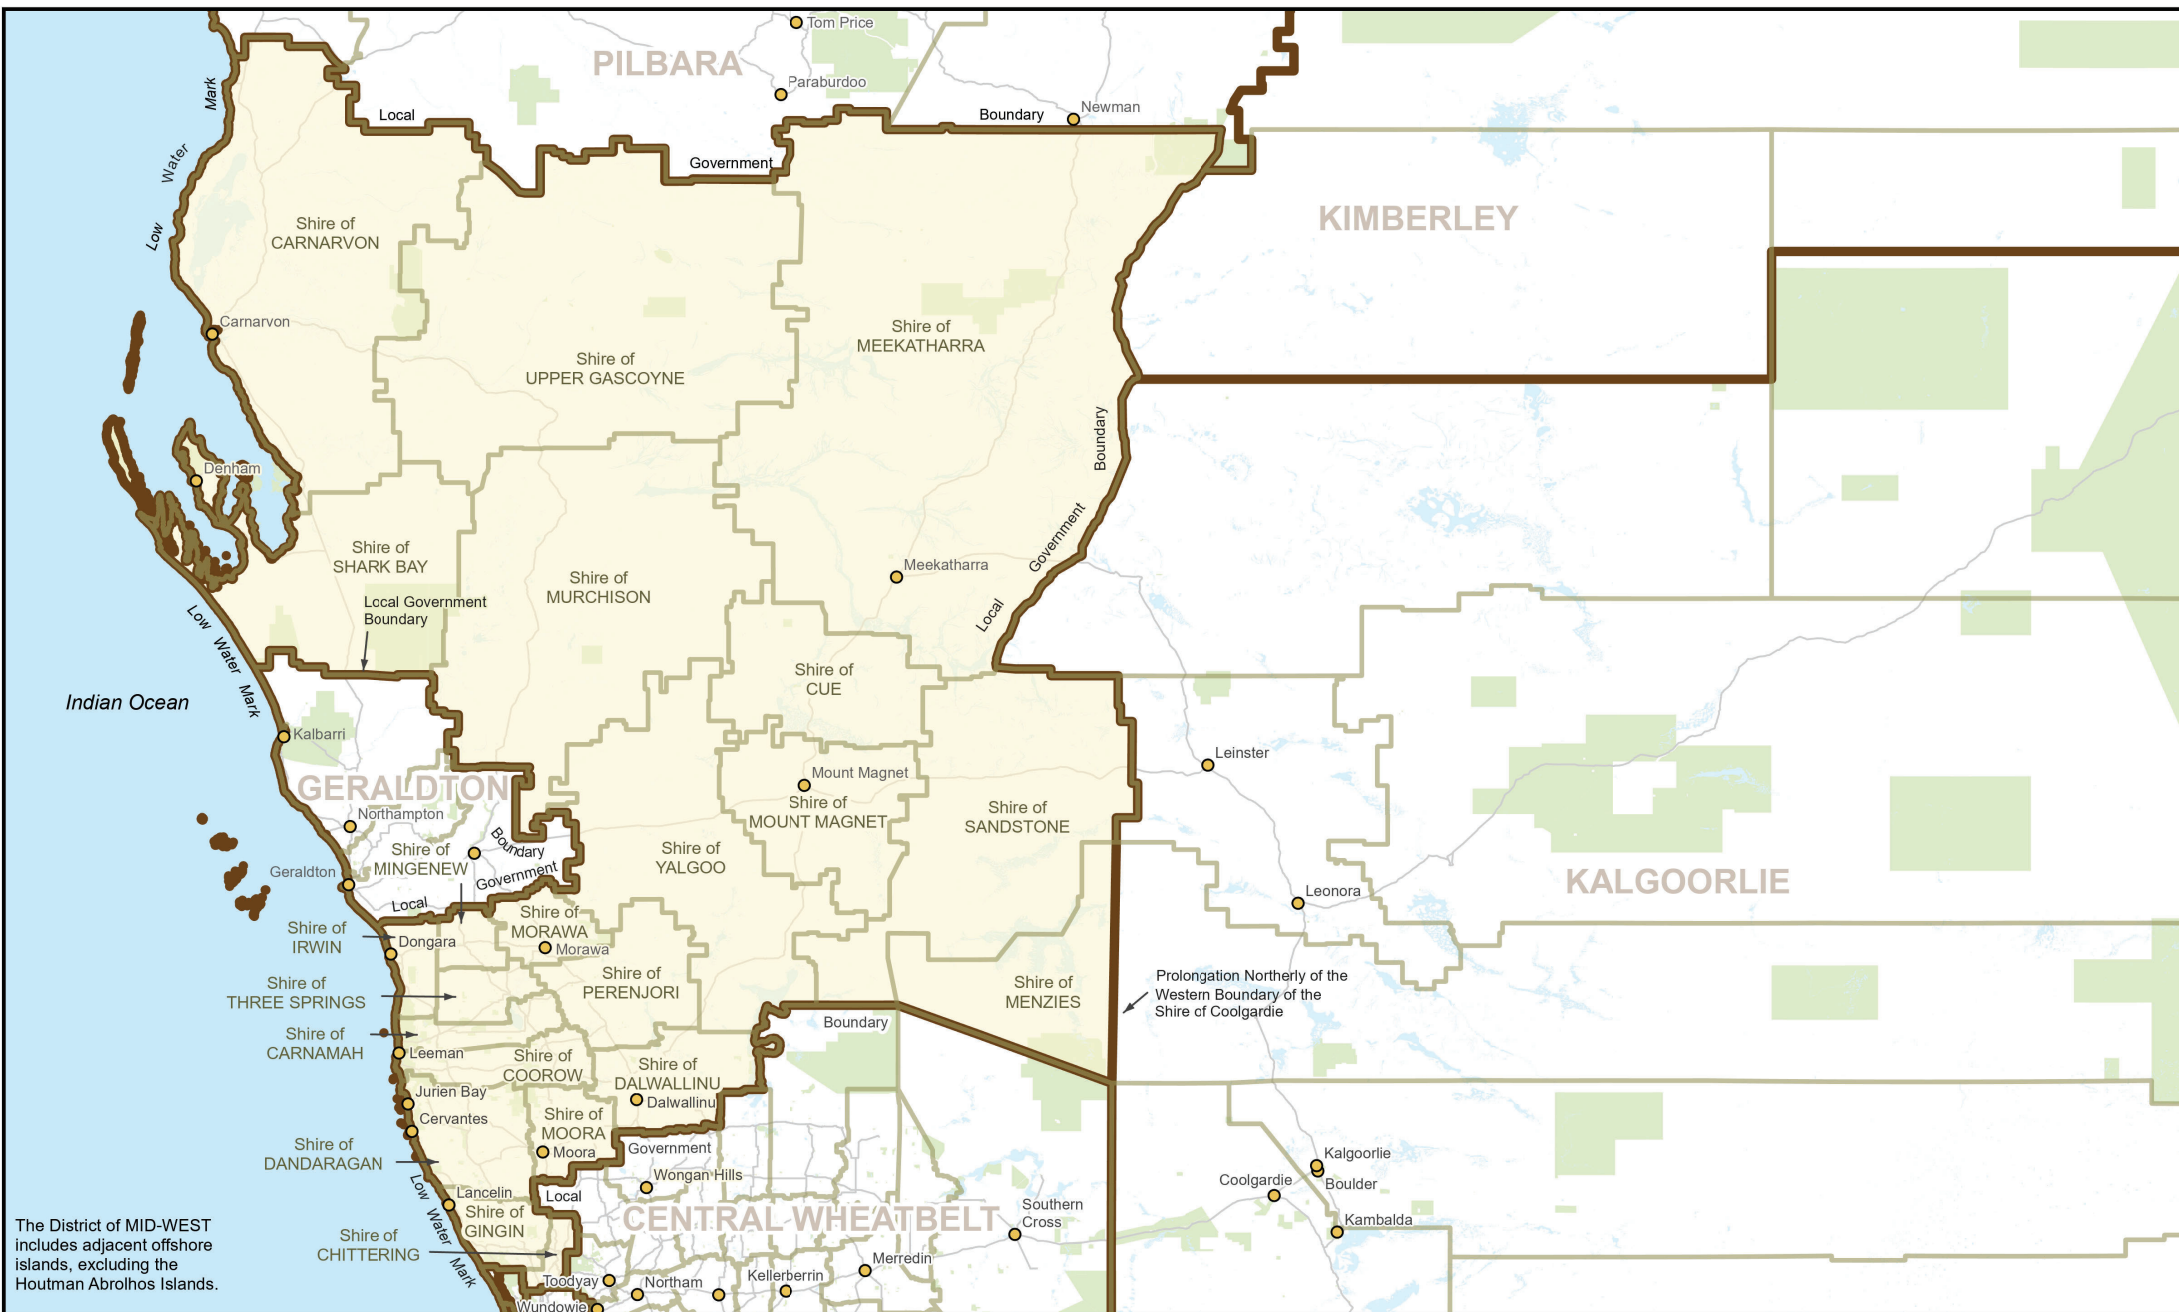 Tom Price
PILBARA
Paraburdoo
Mark
Local
Boundary
Newman
Water
Government
Low
Shire of
CARNARVON
KIMBERLEY
Carnarvon
Shire of
MEEKATHARRA
Shire of
UPPER GASCOYNE
Boundary
Denham
Government
Shire of
SHARK BAY
Meekatharra
Shire of
MURCHISON
Local
Local Government
Boundary
Low Water Mark
Shire of
CUE
Indian Ocean
Kalbarri
Leinster
Mount Magnet
GERALDTON
Shire of
MOUNT MAGNET
Shire of
SANDSTONE
Northampton
Boundary
Shire of
MINGENEW
Shire of
YALGOO
Geraldton
Government
KALGOORLIE
Leonora
Local
Shire of
MORAWA
Shire of
IRWIN
Dongara
Morawa
Shire of
PERENJORI
Shire of
MENZIES
Prolongation Northerly of the
Western Boundary of the
Shire of Coolgardie
Shire of
THREE SPRINGS
Boundary
Shire of
CARNAMAH
Leeman
Shire of
COOROW
Shire of
DALWALLINU
Jurien Bay
Dalwallinu
Cervantes
Shire of
MOORA
Shire of
DANDARAGAN
Moora
Government
Kalgoorlie
Wongan Hills
Coolgardie
Boulder
Low Water Mark
Lancelin
Local
Shire of
GINGIN
CENTRAL WHEATBELT
Southern
Cross
Kambalda
The District of MID-WEST
includes adjacent offshore
islands, excluding the
Houtman Abrolhos Islands.
Shire of
CHITTERING
Merredin
Toodyay
Northam
Kellerberrin
Wundowie